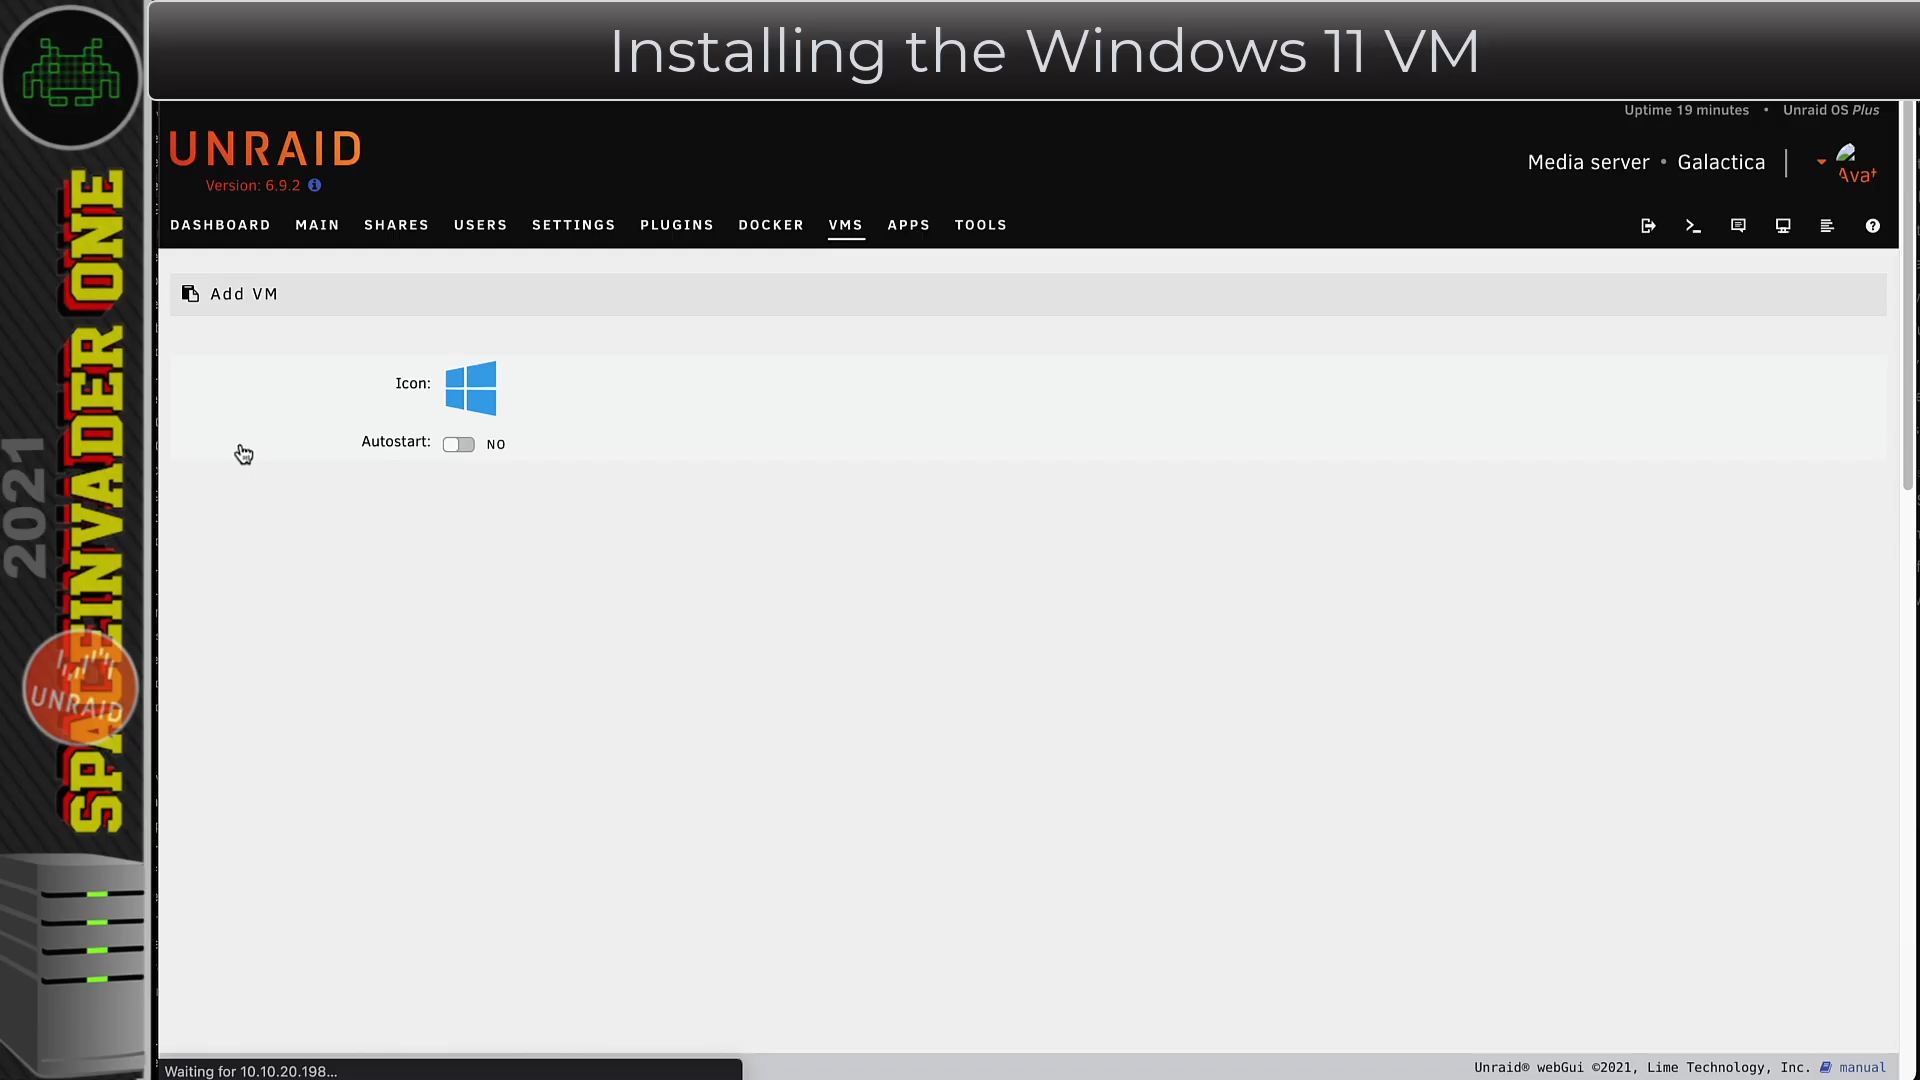 Installing the Windows 11 VM
Uptime 19 minutes • Unraid OS Plus
UNRAID
Version: 6.9.2
Media server • Galactica
DASHBOARD MAIN SHARES USERS SETTINGS PLUGINS DOCKER VMS APPS TOOLS
Add VM
Icon:
Autostart: NO
2021
SPACEINVADER ONE
UNRAID
Waiting for 10.10.20.198...
Unraid® webGui ©2021, Lime Technology, Inc. manual